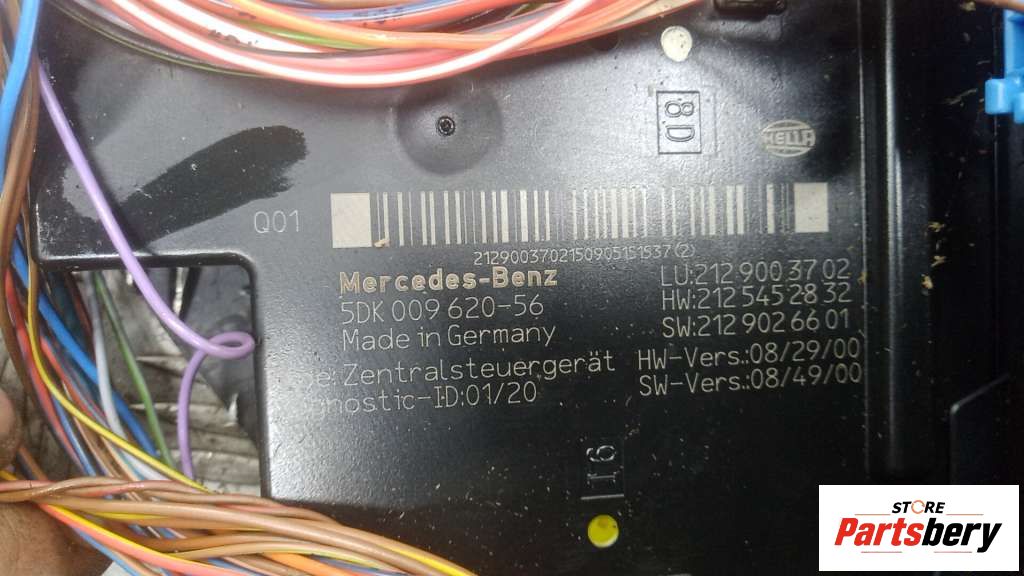 8D
HELLA
Q01
2129003702150905151537(2)
Mercedes-Benz
5DK 009 620-56
Made in Germany
e:Zentralsteuergerät
gnostic-ID:01/20
LU:212 900 37 02
HW:212 545 28 32
SW:212 902 66 01
HW-Vers.:08/29/00
SW-Vers.:08/49/00
STORE
Partsbery